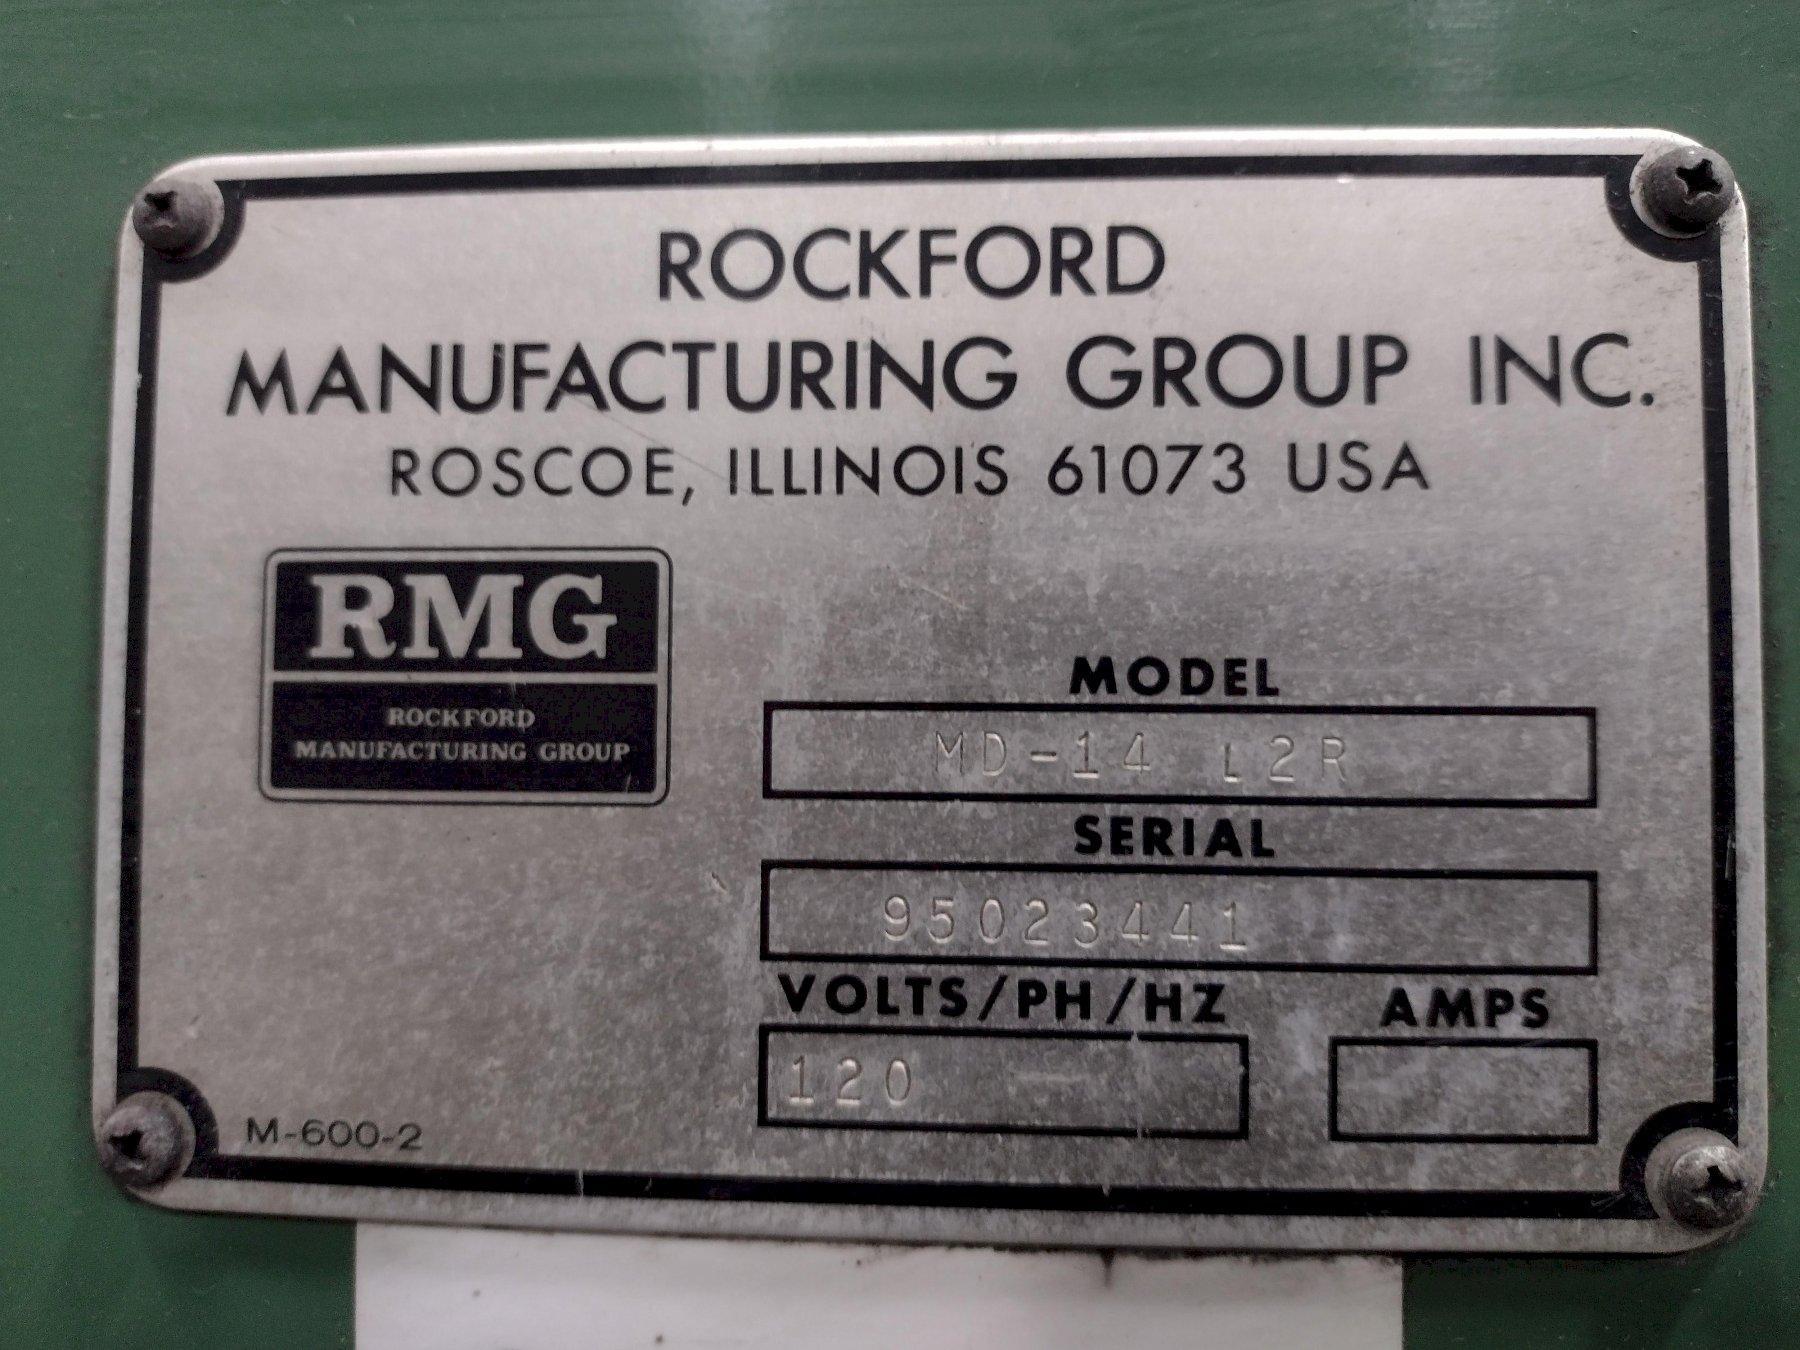 ROCKFORD
MANUFACTURING GROUP INC.
ROSCOE, ILLINOIS 61073 USA
RMG
ROCKFORD
MANUFACTURING GROUP
MODEL
MD-14 L2R
SERIAL
95023441
VOLTS/PH/HZ AMPS
120
M-600-2